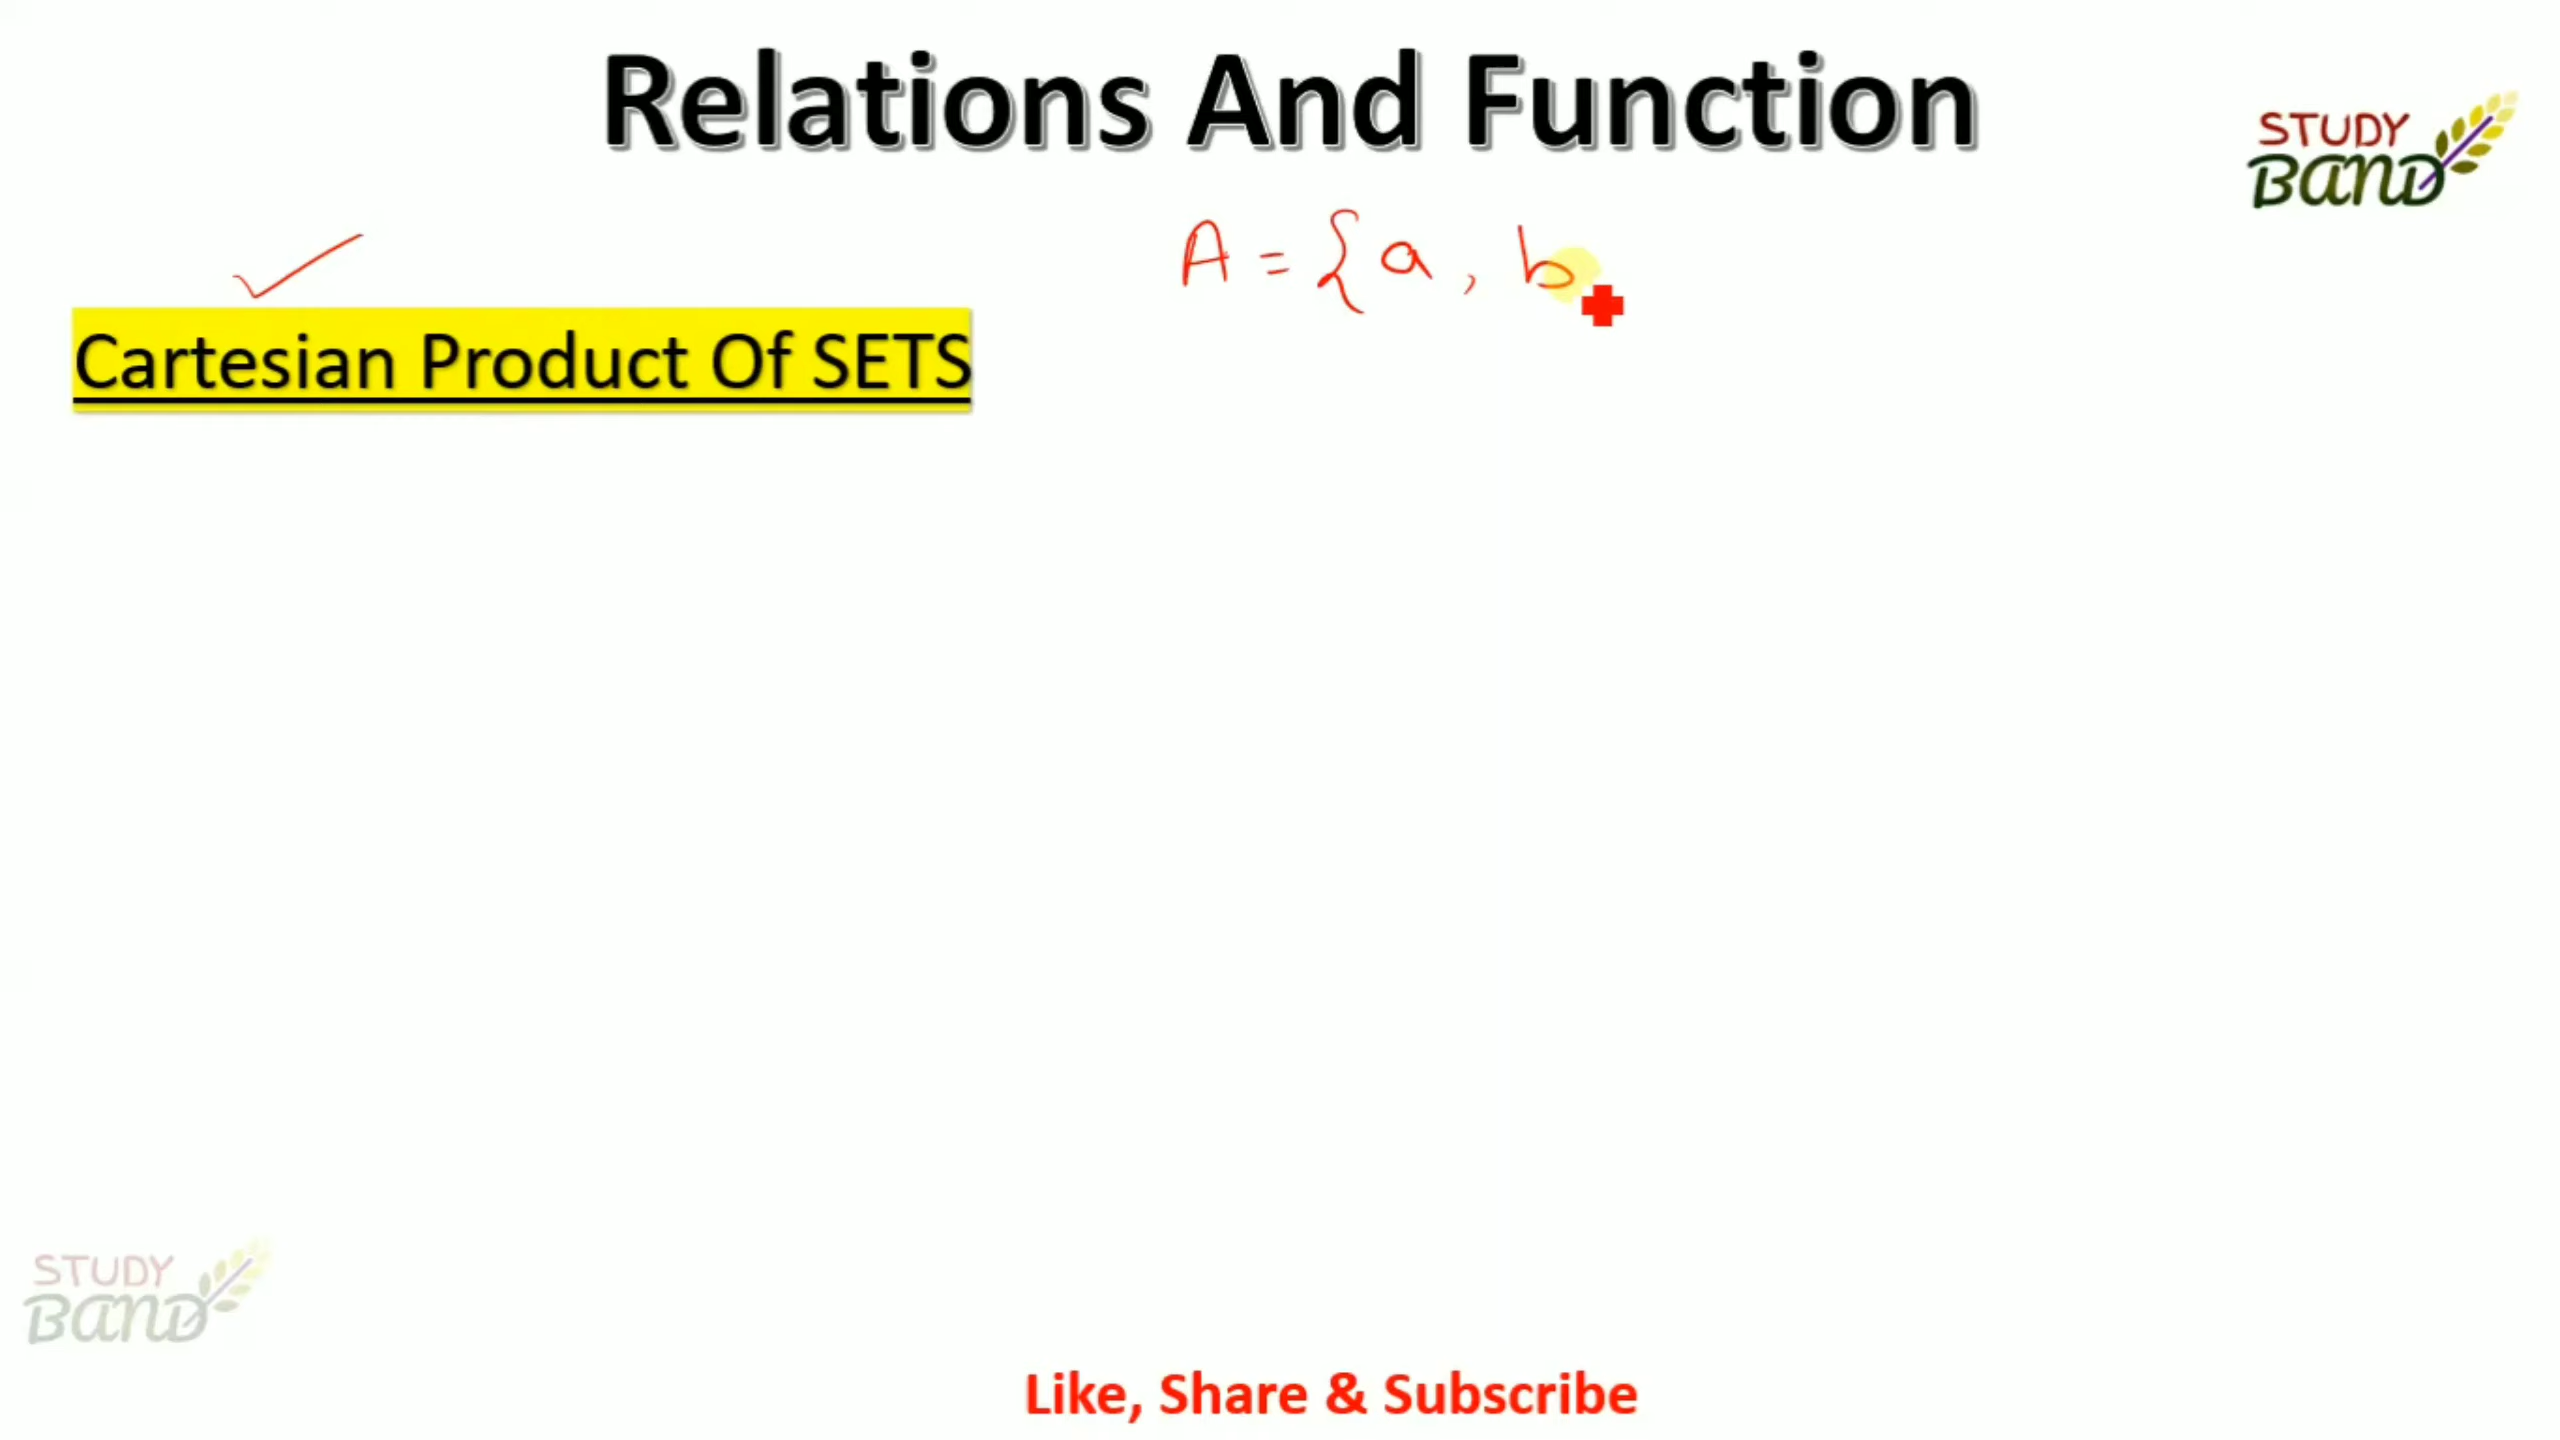 Relations And Function
STUDY
BAND
A = { a , b
Cartesian Product Of SETS
STUDY
BAND
Like, Share & Subscribe